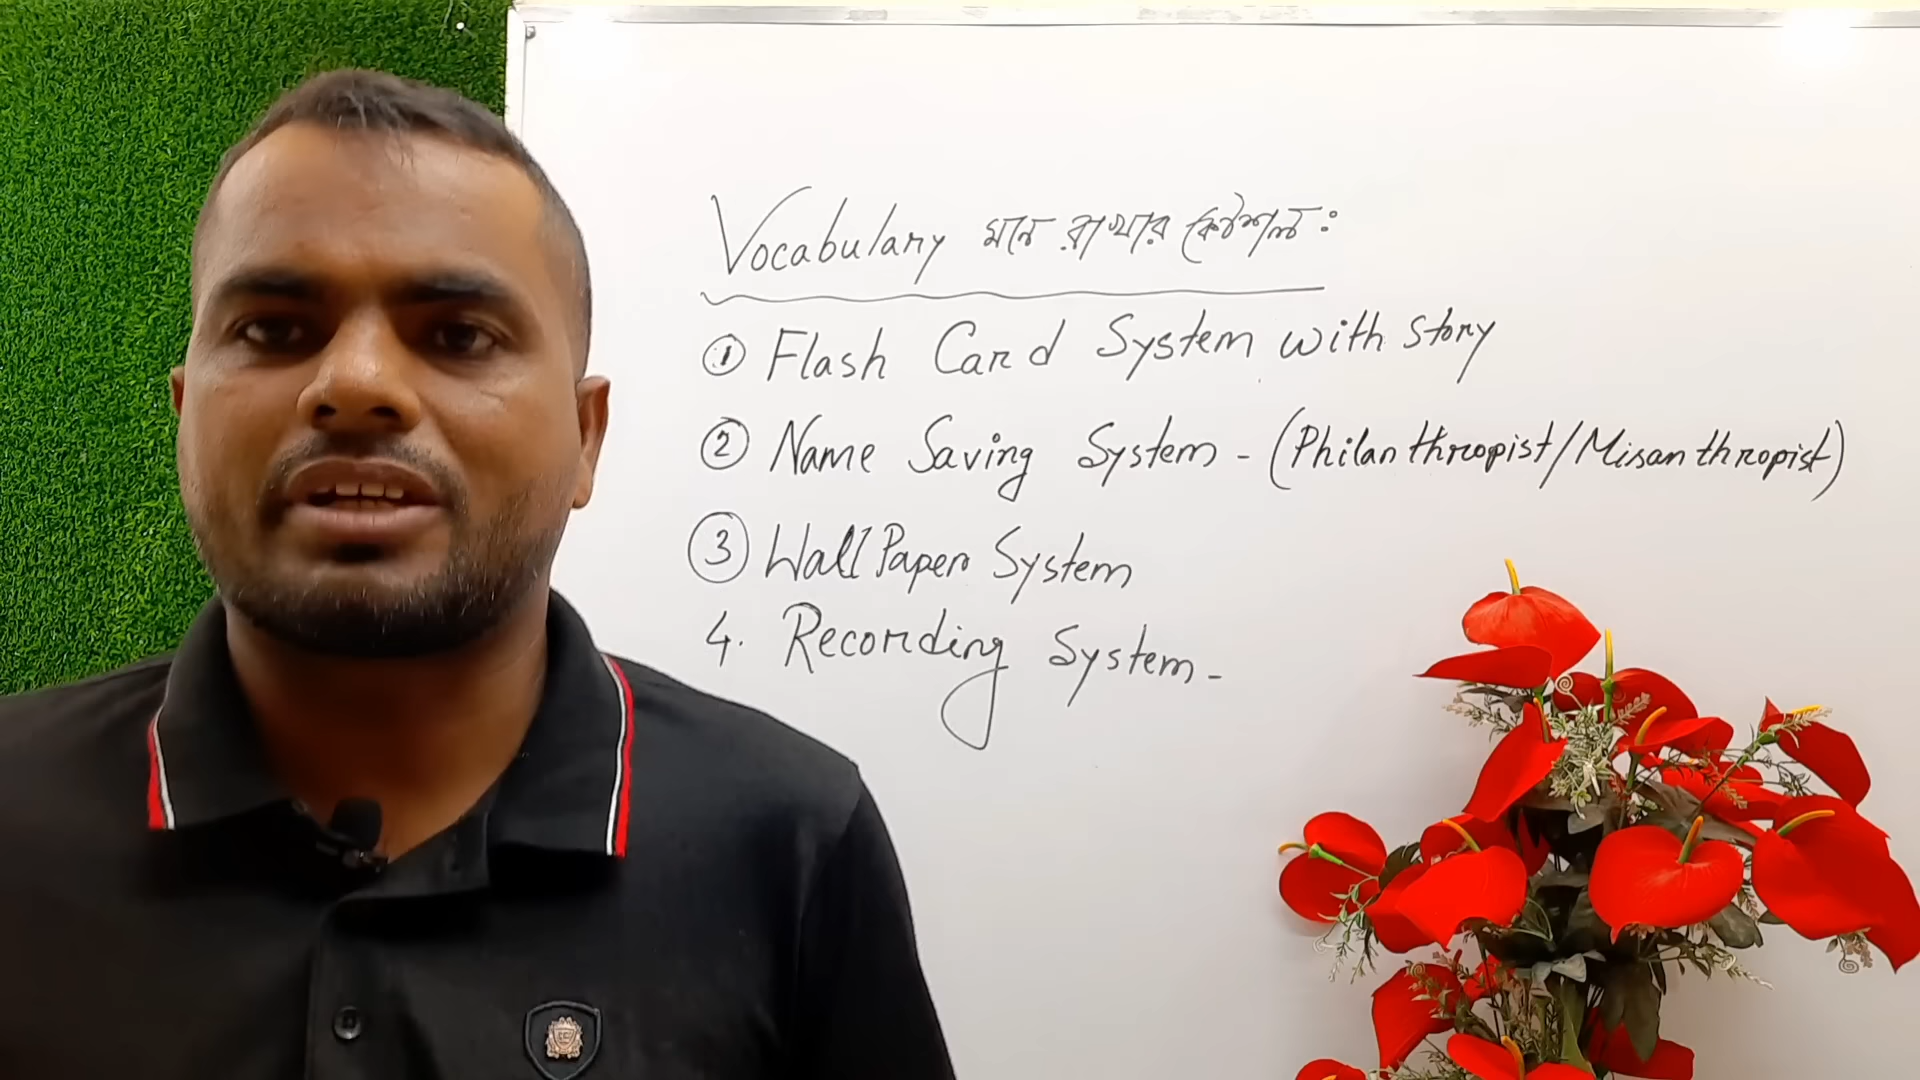 Vocabulary মনে রাখার কৌশল:
① Flash Card System with story
② Name Saving System - (Philanthropist/Misanthropist)
③ Wall Paper System
4. Recording System -